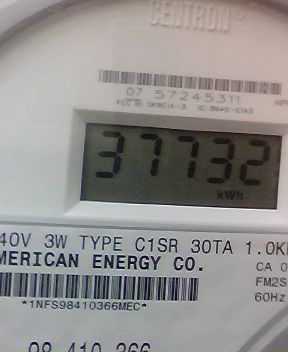 CENTRON®
07 57245311
37732
kWh
40V 3W TYPE C1SR 30TA 1.0K
MERICAN ENERGY CO.
CA 0
FM2S
60Hz
*1NFS98410366MEC*
98 410 366